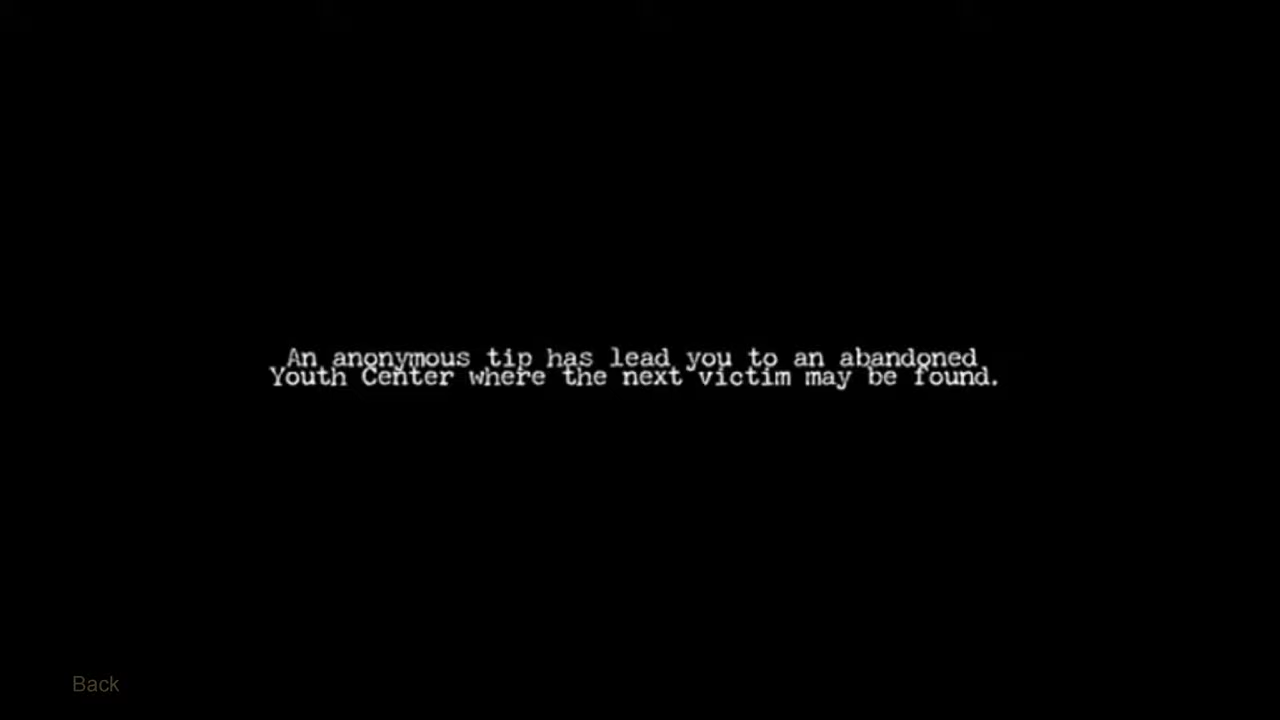 An anonymous tip has lead you to an abandoned
Youth Center where the next victim may be found.
Back